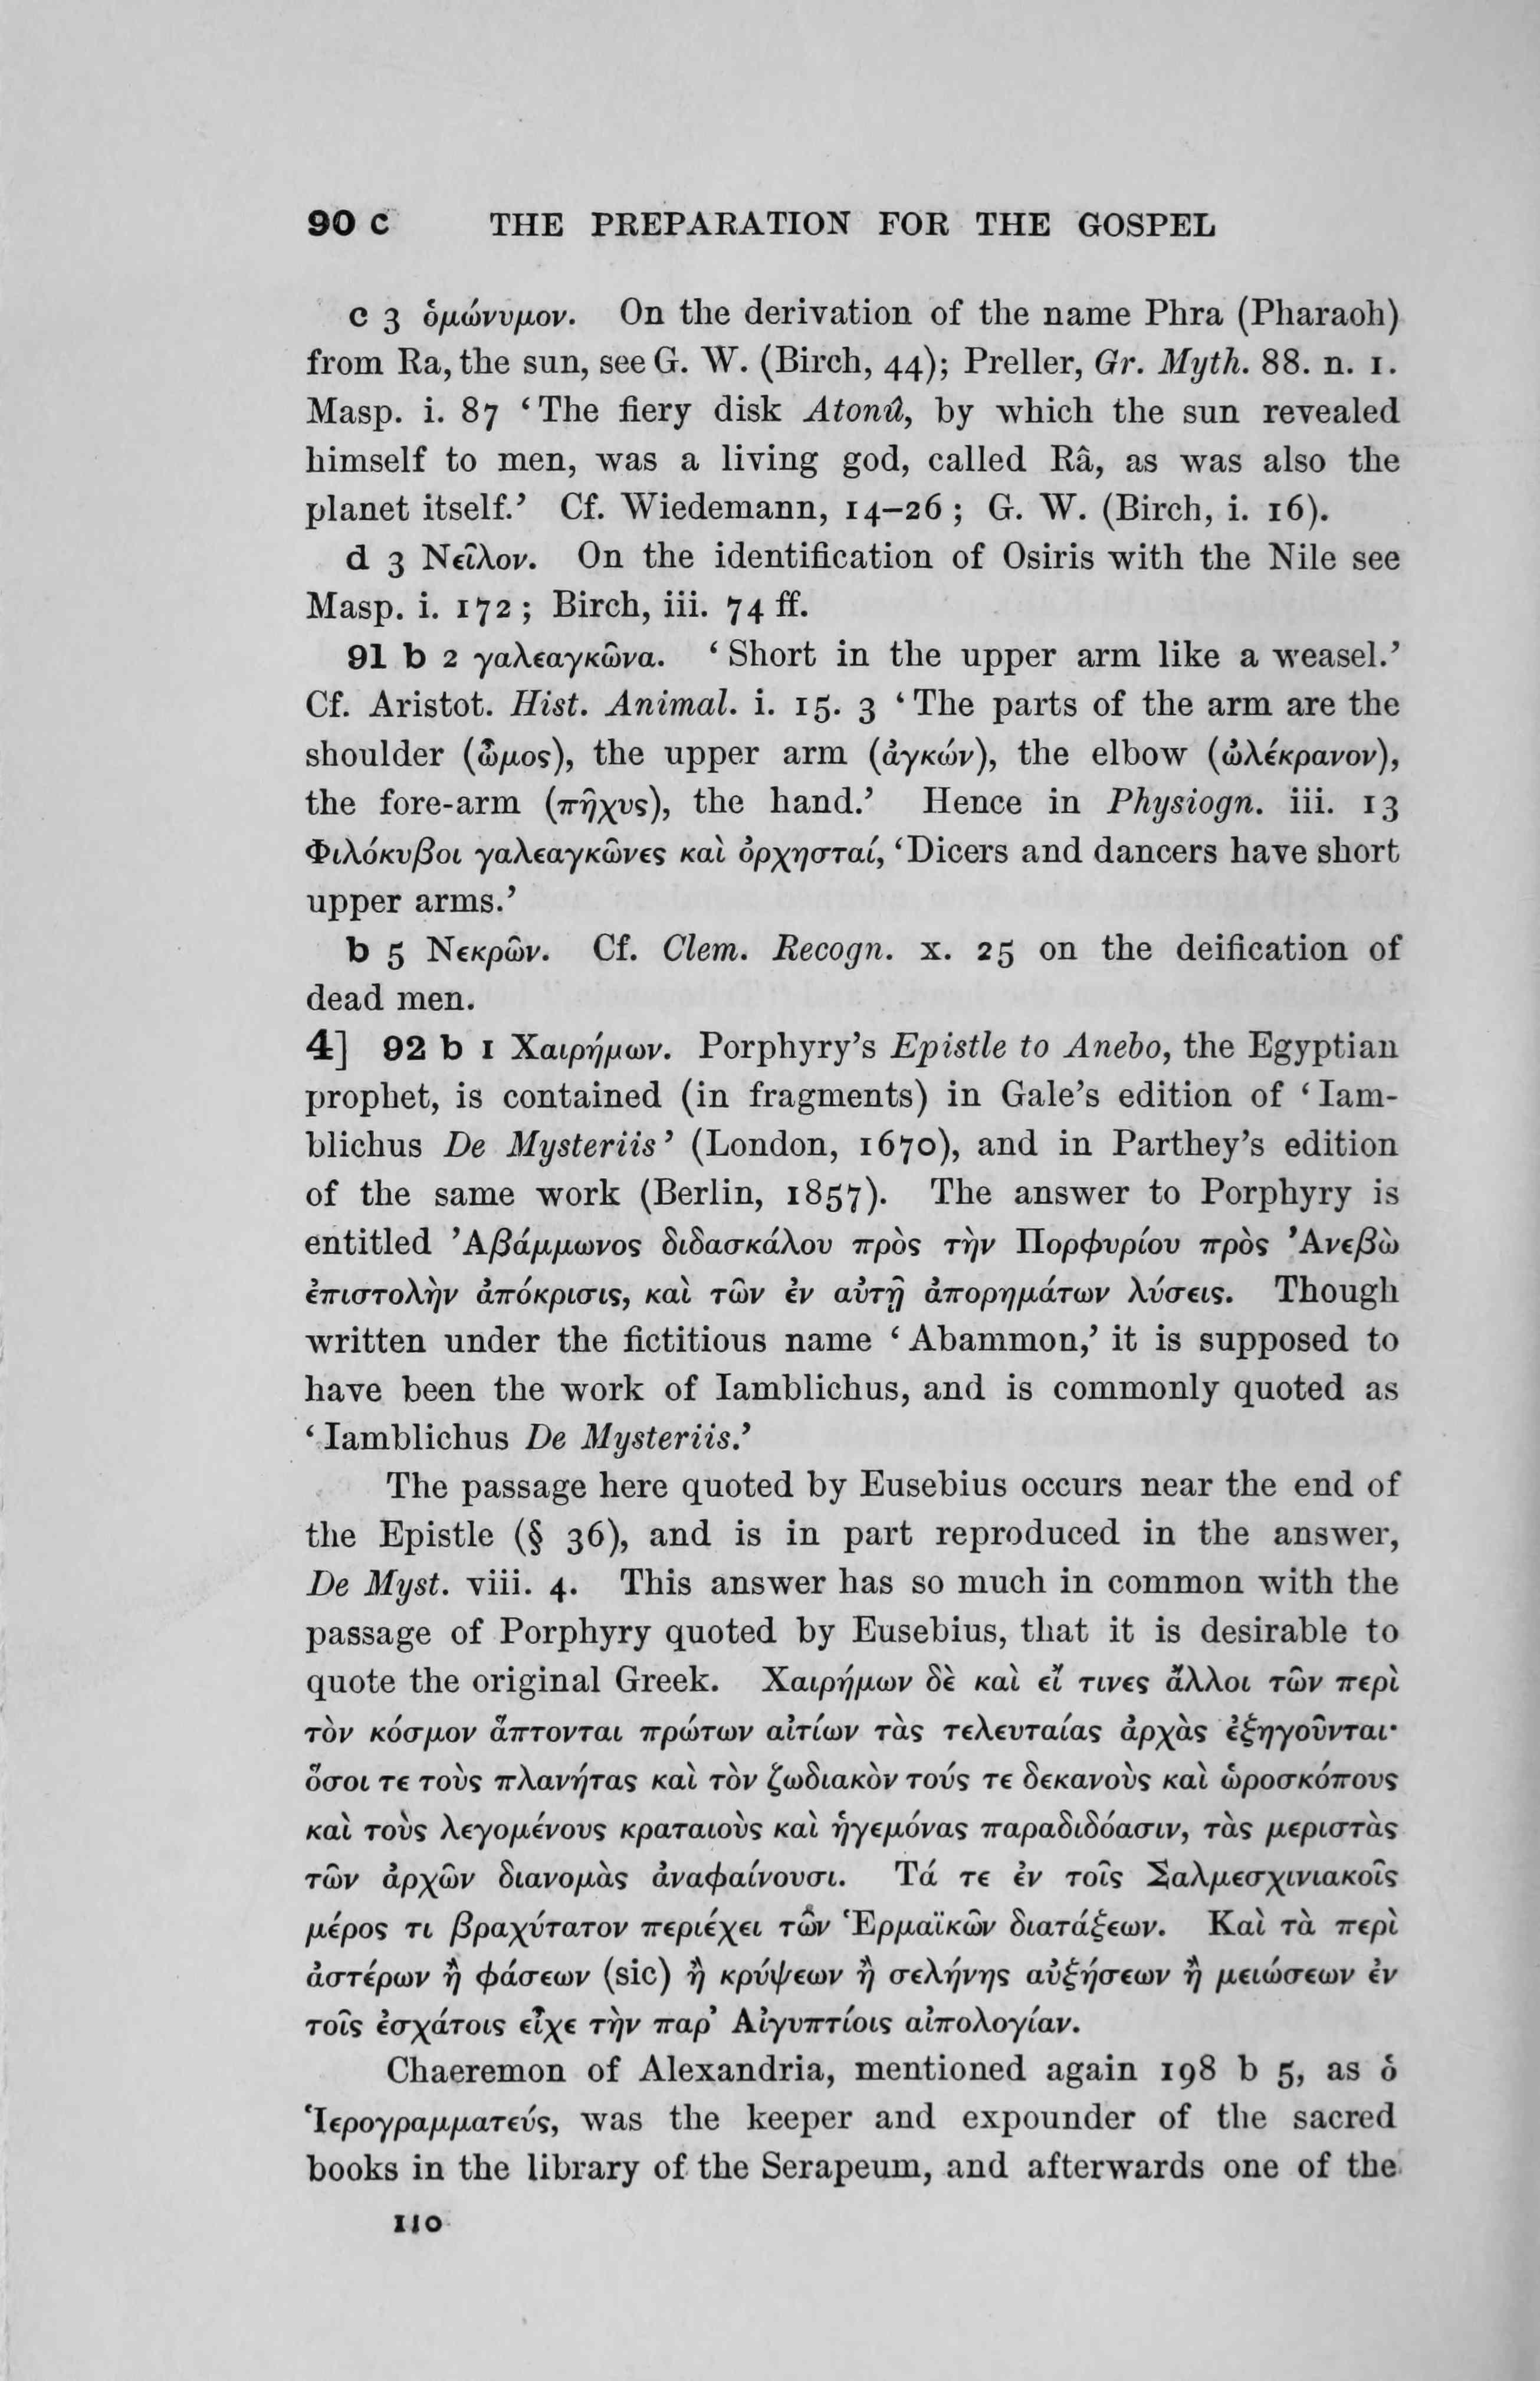 90 c THE PREPARATION FOR THE GOSPEL
c 3 ὁμώνυμον. On the derivation of the name Phra (Pharaoh)
from Ra, the sun, see G. W. (Birch, 44); Preller, Gr. Myth. 88. n. 1.
Masp. i. 87 ‘The fiery disk Atonû, by which the sun revealed
himself to men, was a living god, called Râ, as was also the
planet itself.’ Cf. Wiedemann, 14–26; G. W. (Birch, i. 16).
d 3 Νεῖλον. On the identification of Osiris with the Nile see
Masp. i. 172; Birch, iii. 74 ff.
91 b 2 γαλεαγκῶνα. ‘Short in the upper arm like a weasel.’
Cf. Aristot. Hist. Animal. i. 15. 3 ‘The parts of the arm are the
shoulder (ὦμος), the upper arm (ἀγκών), the elbow (ὠλέκρανον),
the fore-arm (πῆχυς), the hand.’ Hence in Physiogn. iii. 13
Φιλόκυβοι γαλεαγκῶνες καὶ ὀρχησταί, ‘Dicers and dancers have short
upper arms.’
b 5 Νεκρῶν. Cf. Clem. Recogn. x. 25 on the deification of
dead men.
4] 92 b 1 Χαιρήμων. Porphyry’s Epistle to Anebo, the Egyptian
prophet, is contained (in fragments) in Gale’s edition of ‘Iam-
blichus De Mysteriis’ (London, 1670), and in Parthey’s edition
of the same work (Berlin, 1857). The answer to Porphyry is
entitled Ἀβάμμωνος διδασκάλου πρὸς τὴν Πορφυρίου πρὸς Ἀνεβὼ
ἐπιστολὴν ἀπόκρισις, καὶ τῶν ἐν αὐτῇ ἀπορημάτων λύσεις. Though
written under the fictitious name ‘Abammon,’ it is supposed to
have been the work of Iamblichus, and is commonly quoted as
‘Iamblichus De Mysteriis.’
The passage here quoted by Eusebius occurs near the end of
the Epistle (§ 36), and is in part reproduced in the answer,
De Myst. viii. 4. This answer has so much in common with the
passage of Porphyry quoted by Eusebius, that it is desirable to
quote the original Greek. Χαιρήμων δὲ καὶ εἴ τινες ἄλλοι τῶν περὶ
τὸν κόσμον ἅπτονται πρώτων αἰτίων τὰς τελευταίας ἀρχὰς ἐξηγοῦνται·
ὅσοι τε τοὺς πλανήτας καὶ τὸν ζωδιακὸν τούς τε δεκανοὺς καὶ ὡροσκόπους
καὶ τοὺς λεγομένους κραταιοὺς καὶ ἡγεμόνας παραδιδόασιν, τὰς μεριστὰς
τῶν ἀρχῶν διανομὰς ἀναφαίνουσι. Τά τε ἐν τοῖς Σαλμεσχινιακοῖς
μέρος τι βραχύτατον περιέχει τῶν Ἑρμαϊκῶν διατάξεων. Καὶ τὰ περὶ
ἀστέρων ἢ φάσεων (sic) ἢ κρύψεων ἢ σελήνης αὐξήσεων ἢ μειώσεων ἐν
τοῖς ἐσχάτοις εἶχε τὴν παρ’ Αἰγυπτίοις αἰπολογίαν.
Chaeremon of Alexandria, mentioned again 198 b 5, as ὁ
Ἱερογραμματεύς, was the keeper and expounder of the sacred
books in the library of the Serapeum, and afterwards one of the
110